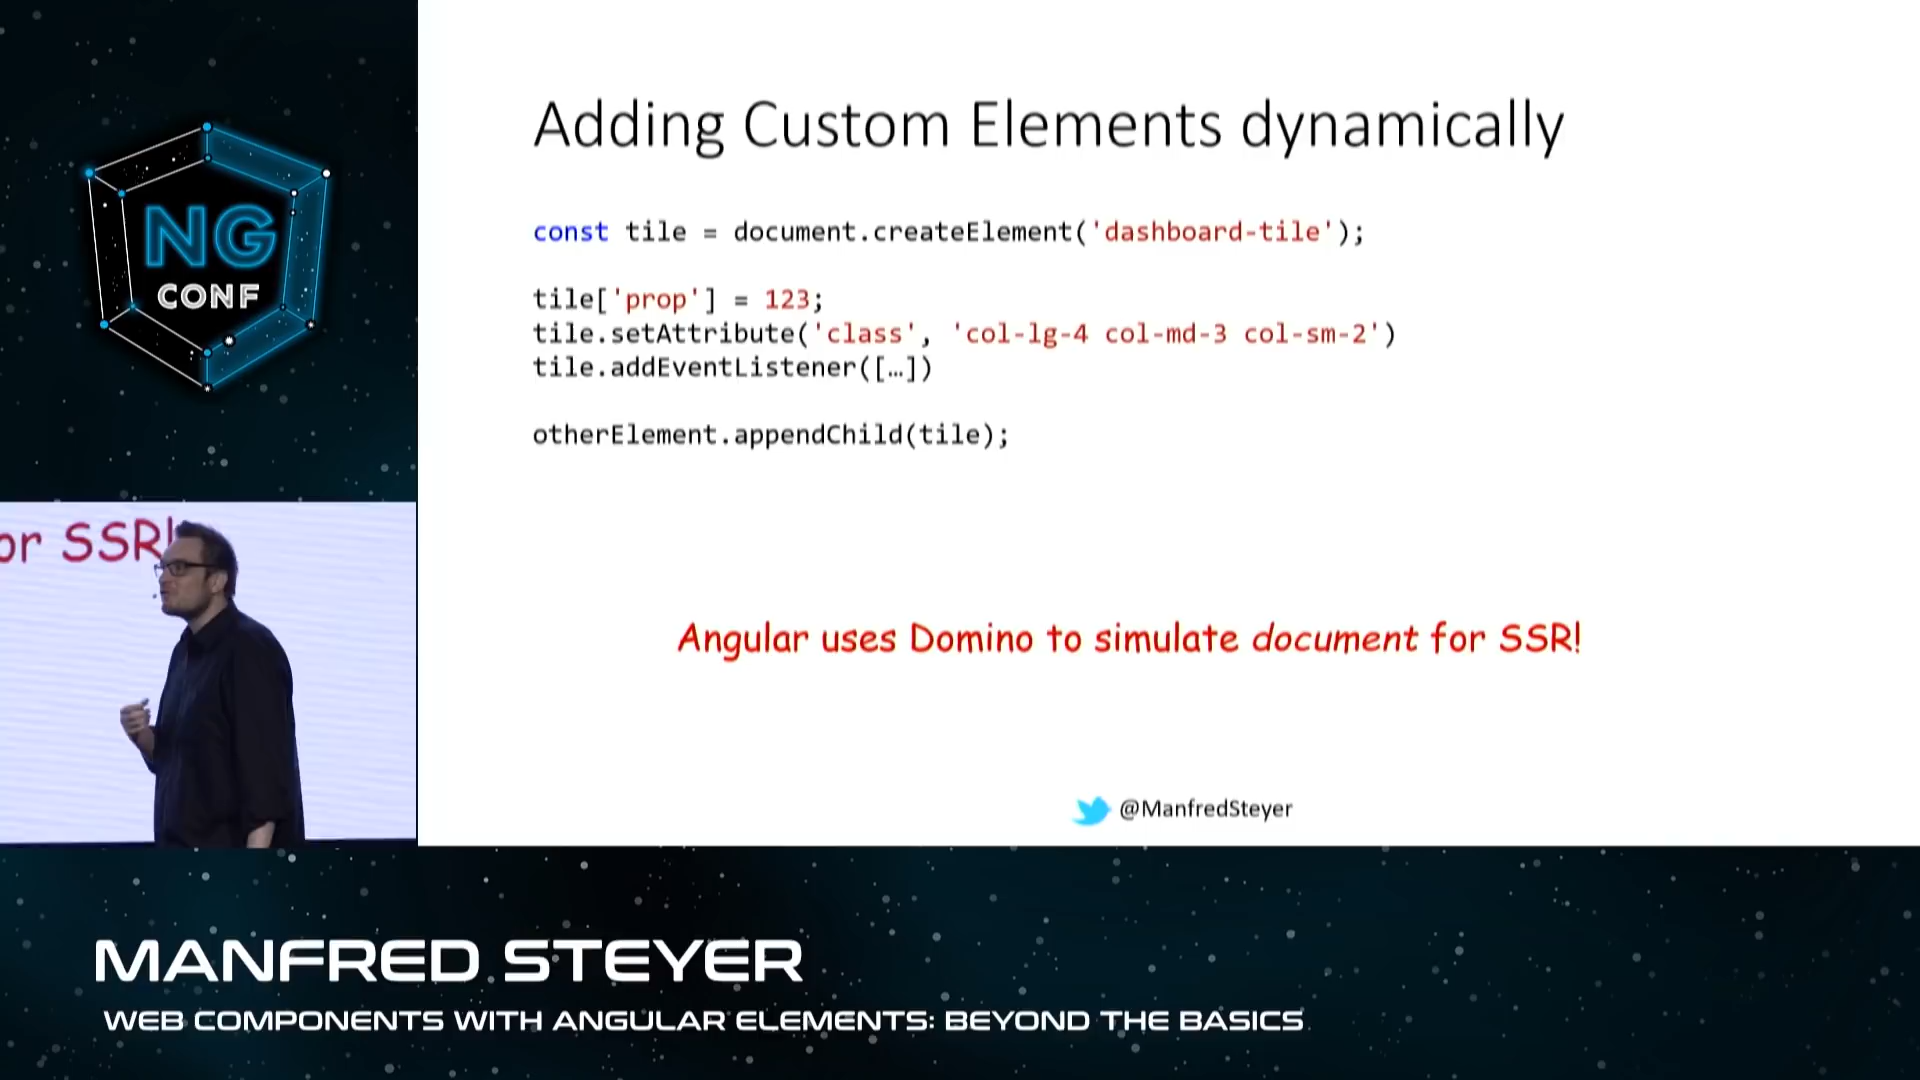 NG
CONF
Adding Custom Elements dynamically
const tile = document.createElement('dashboard-tile');
tile['prop'] = 123;
tile.setAttribute('class', 'col-lg-4 col-md-3 col-sm-2')
tile.addEventListener([…])
otherElement.appendChild(tile);
or SSR!
Angular uses Domino to simulate document for SSR!
@ManfredSteyer
MANFRED STEYER
WEB COMPONENTS WITH ANGULAR ELEMENTS: BEYOND THE BASICS